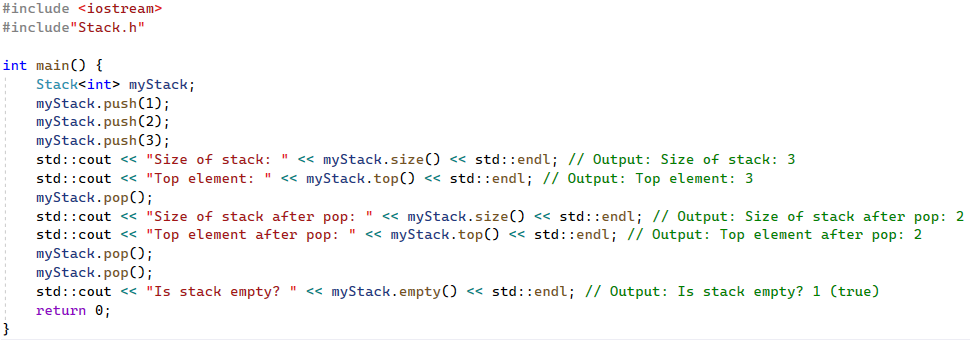 #include <iostream>
#include"Stack.h"

int main() {
    Stack<int> myStack;
    myStack.push(1);
    myStack.push(2);
    myStack.push(3);
    std::cout << "Size of stack: " << myStack.size() << std::endl; // Output: Size of stack: 3
    std::cout << "Top element: " << myStack.top() << std::endl; // Output: Top element: 3
    myStack.pop();
    std::cout << "Size of stack after pop: " << myStack.size() << std::endl; // Output: Size of stack after pop: 2
    std::cout << "Top element after pop: " << myStack.top() << std::endl; // Output: Top element after pop: 2
    myStack.pop();
    myStack.pop();
    std::cout << "Is stack empty? " << myStack.empty() << std::endl; // Output: Is stack empty? 1 (true)
    return 0;
}